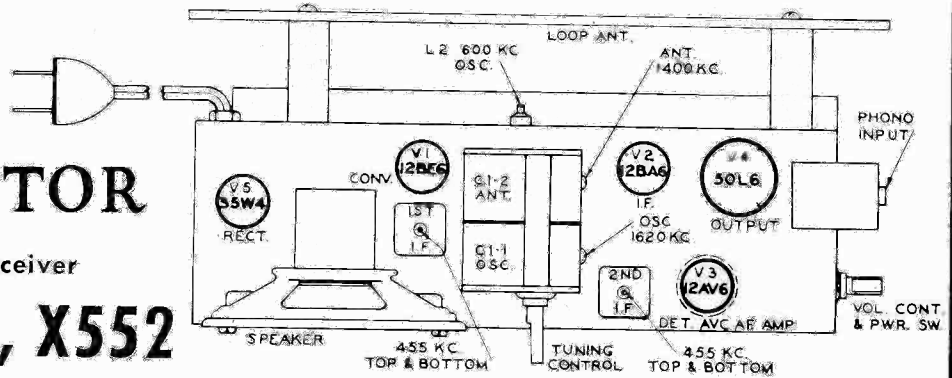 LOOP ANT.
L2 600 KC
OSC.
ANT.
1400 KC.
PHONO
INPUT
TOR
ceiver
, X552
V5
35W4
RECT.
CONV.
V1
12BE6
1ST
I.F.
C1-2
ANT.
C1-1
OSC.
V2
12BA6
I.F.
OSC
1620 KC
V4
50L6
OUTPUT
2ND
I.F.
V3
12AV6
DET. AVC AF AMP.
VOL. CONT.
& PWR. SW.
SPEAKER
455 KC.
TOP & BOTTOM
TUNING
CONTROL
455 KC.
TOP & BOTTOM